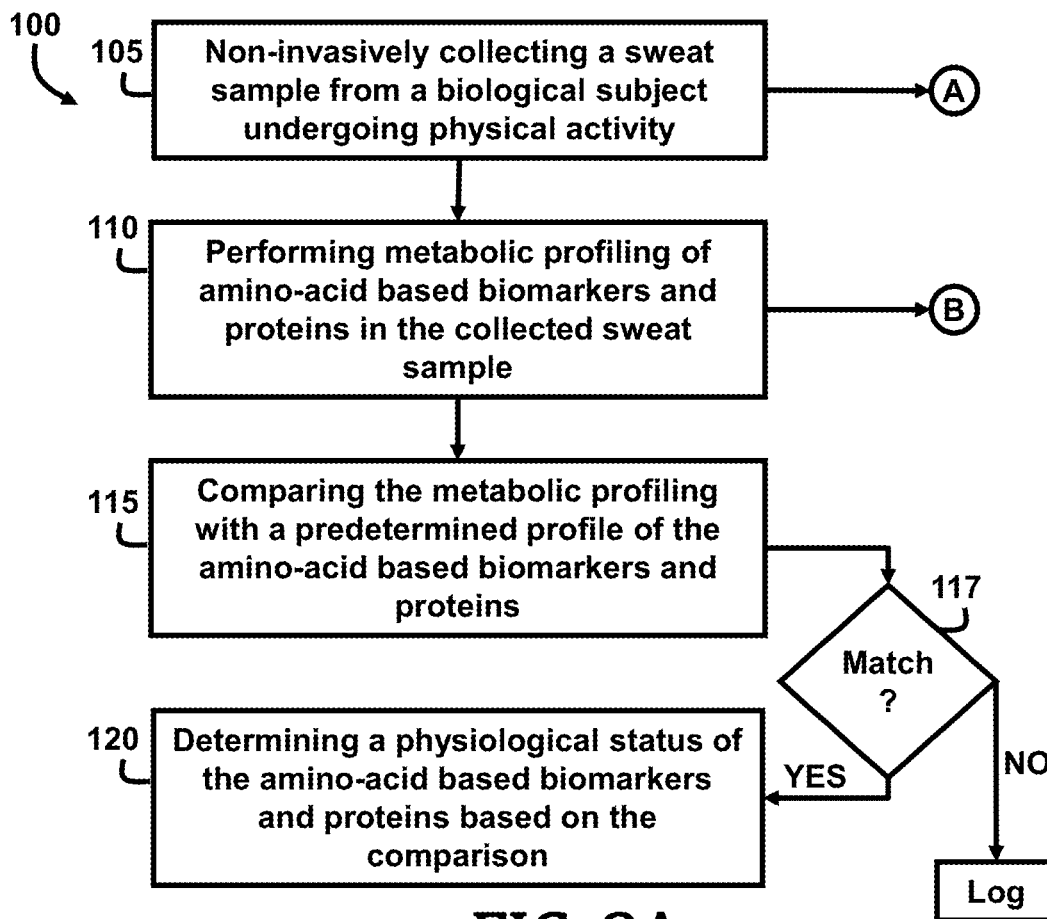 100
105
Non-invasively collecting a sweat
sample from a biological subject
undergoing physical activity
A
110
Performing metabolic profiling of
amino-acid based biomarkers and
proteins in the collected sweat
sample
B
115
Comparing the metabolic profiling
with a predetermined profile of the
amino-acid based biomarkers and
proteins
117
Match
?
120
Determining a physiological status of
the amino-acid based biomarkers
and proteins based on the
comparison
YES
NO
Log